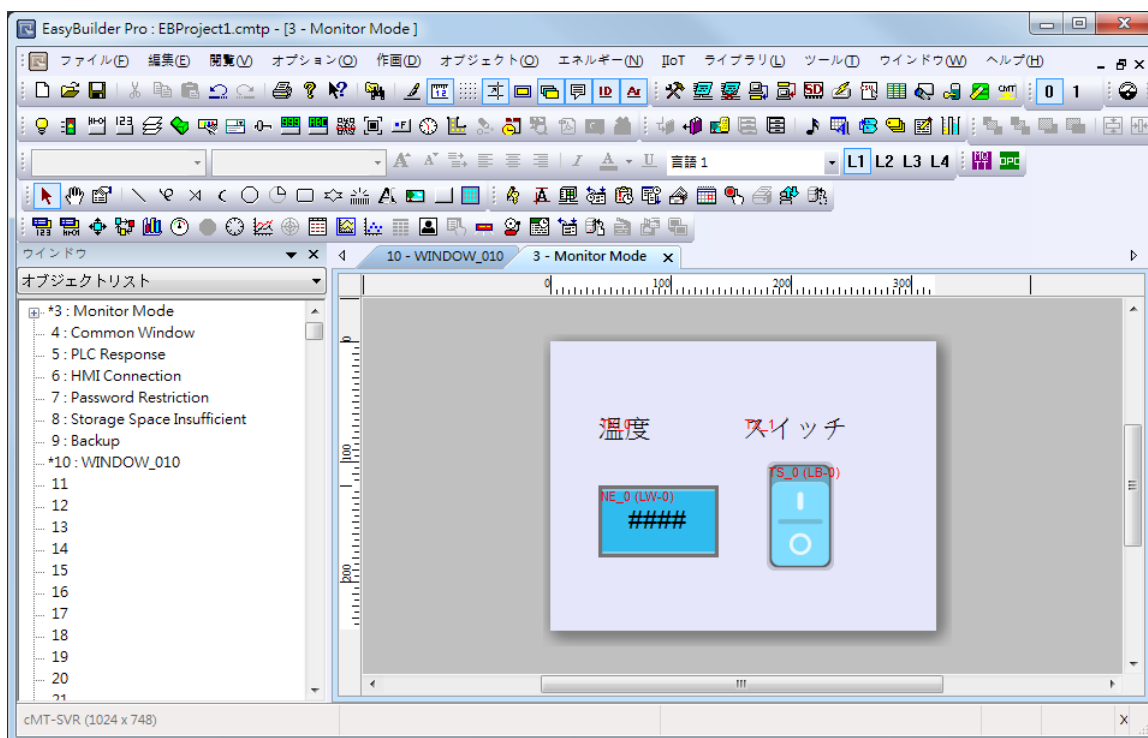 EasyBuilder Pro : EBProject1.cmtp - [3 - Monitor Mode ]
ファイル(F) 編集(E) 閲覧(V) オプション(O) 作画(D) オブジェクト(O) エネルギー(N) IIoT ライブラリ(L) ツール(T) ウインドウ(W) ヘルプ(H)
言語 1 L1 L2 L3 L4
ウインドウ
10 - WINDOW_010 3 - Monitor Mode
オブジェクトリスト
0 100 200 300
*3 : Monitor Mode
4 : Common Window
5 : PLC Response
6 : HMI Connection
7 : Password Restriction
8 : Storage Space Insufficient
9 : Backup
*10 : WINDOW_010
11
12
13
14
15
16
17
18
19
20
21
0
100
200
温度 スイッチ
TS_0 (LB-0)
NE_0 (LW-0)
####
cMT-SVR (1024 x 748) X